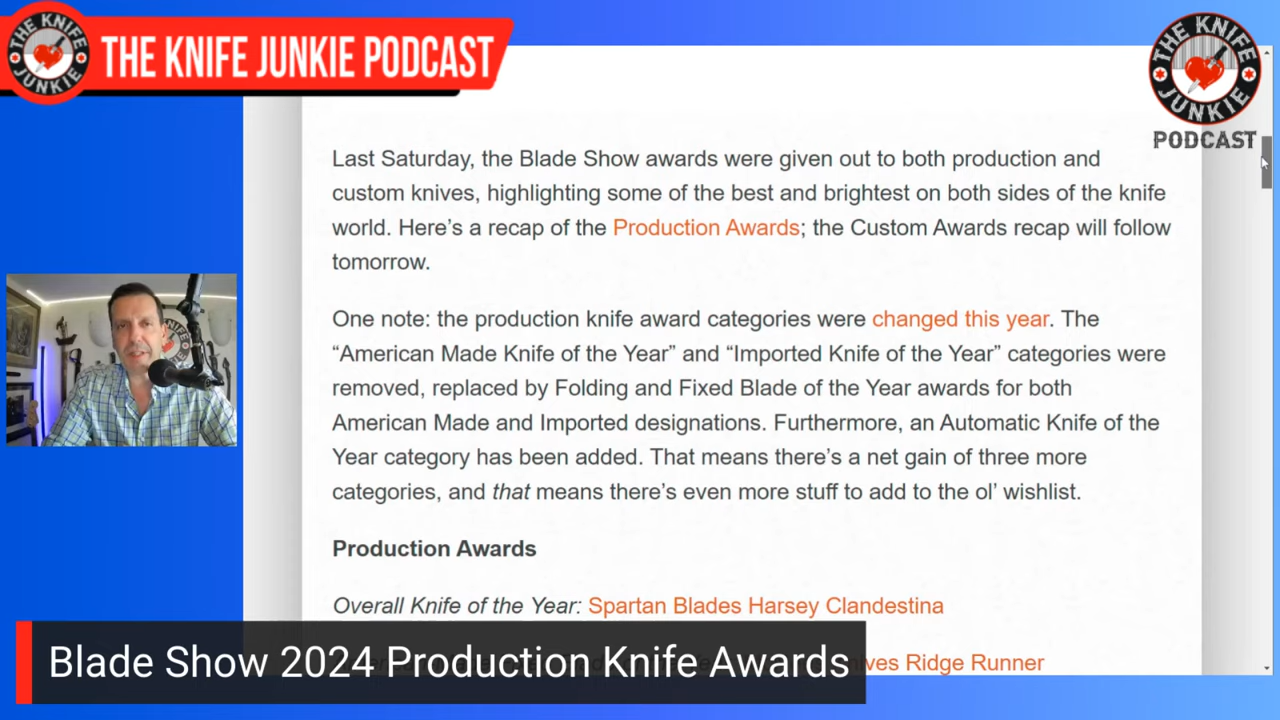 THE KNIFE JUNKIE
THE KNIFE JUNKIE PODCAST
THE KNIFE JUNKIE
PODCAST
Last Saturday, the Blade Show awards were given out to both production and
custom knives, highlighting some of the best and brightest on both sides of the knife
world. Here’s a recap of the Production Awards; the Custom Awards recap will follow
tomorrow.
One note: the production knife award categories were changed this year. The
“American Made Knife of the Year” and “Imported Knife of the Year” categories were
removed, replaced by Folding and Fixed Blade of the Year awards for both
American Made and Imported designations. Furthermore, an Automatic Knife of the
Year category has been added. That means there’s a net gain of three more
categories, and that means there’s even more stuff to add to the ol’ wishlist.
Production Awards
Overall Knife of the Year: Spartan Blades Harsey Clandestina
Ridge Runner
Blade Show 2024 Production Knife Awards